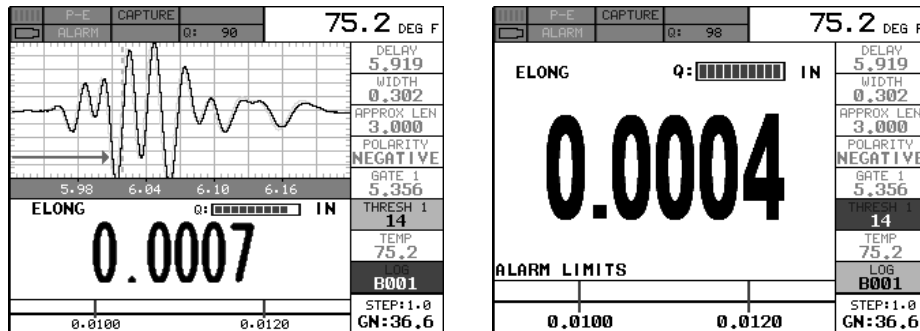 P-E CAPTURE
ALARM Q: 90
75.2 DEG F
DELAY
5.919
WIDTH
0.302
APPROX LEN
3.000
POLARITY
NEGATIVE
GATE 1
5.356
THRESH 1
14
TEMP
75.2
LOG
B001
STEP:1.0
GN:36.6
5.98 6.04 6.10 6.16
ELONG Q: IN
0.0007
0.0100 0.0120
P-E CAPTURE
ALARM Q: 98
75.2 DEG F
DELAY
5.919
WIDTH
0.302
APPROX LEN
3.000
POLARITY
NEGATIVE
GATE 1
5.356
THRESH 1
14
TEMP
75.2
LOG
B001
STEP:1.0
GN:36.6
ELONG Q: IN
0.0004
ALARM LIMITS
0.0100 0.0120